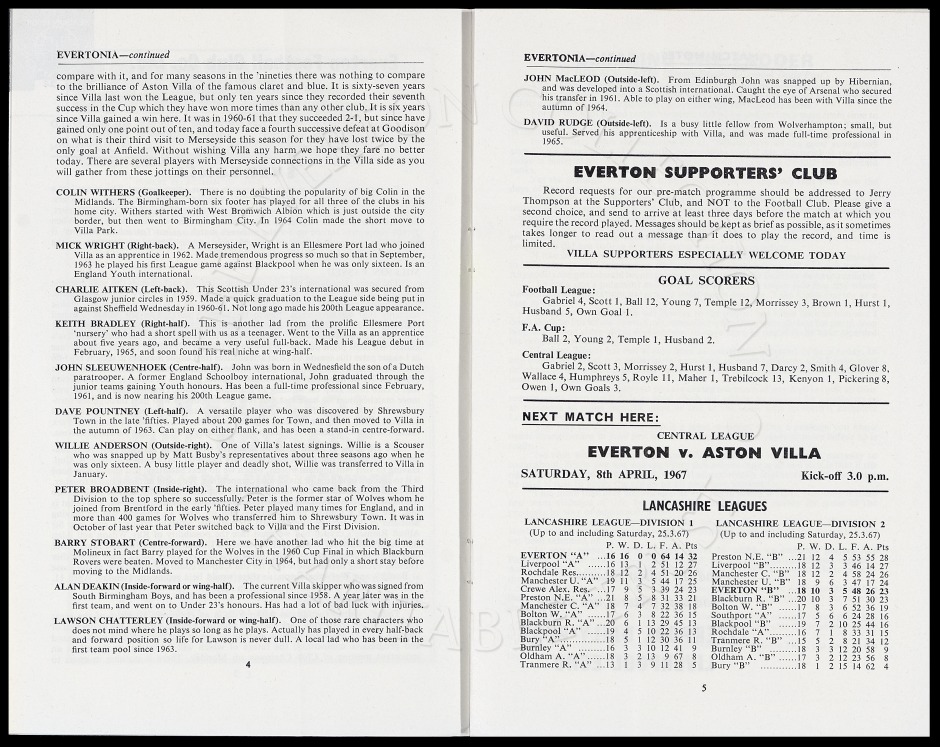 EVERTONIA—continued
compare with it, and for many seasons in the 'nineties there was nothing to compare
to the brilliance of Aston Villa of the famous claret and blue. It is sixty-seven years
since Villa last won the League, but only ten years since they recorded their seventh
success in the Cup which they have won more times than any other club. It is six years
since Villa gained a win here. It was in 1960-61 that they succeeded 2-1, but since have
gained only one point out of ten, and today face a fourth successive defeat at Goodison
on what is their third visit to Merseyside this season for they have lost twice by the
only goal at Anfield. Without wishing Villa any harm we hope they fare no better
today. There are several players with Merseyside connections in the Villa side as you
will gather from these jottings on their personnel.
COLIN WITHERS (Goalkeeper). There is no doubting the popularity of big Colin in the
Midlands. The Birmingham-born six footer has played for all three of the clubs in his
home city. Withers started with West Bromwich Albion which is just outside the city
border, but then went to Birmingham City. In 1964 Colin made the short move to
Villa Park.
MICK WRIGHT (Right-back). A Merseysider, Wright is an Ellesmere Port lad who joined
Villa as an apprentice in 1962. Made tremendous progress so much so that in September,
1963 he played his first League game against Blackpool when he was only sixteen. Is an
England Youth international.
CHARLIE AITKEN (Left-back). This Scottish Under 23's international was secured from
Glasgow junior circles in 1959. Made a quick graduation to the League side being put in
against Sheffield Wednesday in 1960-61. Not long ago made his 200th League appearance.
KEITH BRADLEY (Right-half). This is another lad from the prolific Ellesmere Port
'nursery' who had a short spell with us as a teenager. Went to the Villa as an apprentice
about five years ago, and became a very useful full-back. Made his League debut in
February, 1965, and soon found his real niche at wing-half.
JOHN SLEEUWENHOEK (Centre-half). John was born in Wednesfield the son of a Dutch
paratrooper. A former England Schoolboy international, John graduated through the
junior teams gaining Youth honours. Has been a full-time professional since February,
1961, and is now nearing his 200th League game.
DAVE POUNTNEY (Left-half). A versatile player who was discovered by Shrewsbury
Town in the late 'fifties. Played about 200 games for Town, and then moved to Villa in
the autumn of 1963. Can play on either flank, and has been a stand-in centre-forward.
WILLIE ANDERSON (Outside-right). One of Villa's latest signings. Willie is a Scouser
who was snapped up by Matt Busby's representatives about three seasons ago when he
was only sixteen. A busy little player and deadly shot, Willie was transferred to Villa in
January.
PETER BROADBENT (Inside-right). The international who came back from the Third
Division to the top sphere so successfully. Peter is the former star of Wolves whom he
joined from Brentford in the early 'fifties. Peter played many times for England, and in
more than 400 games for Wolves who transferred him to Shrewsbury Town. It was in
October of last year that Peter switched back to Villa and the First Division.
BARRY STOBART (Centre-forward). Here we have another lad who hit the big time at
Molineux in fact Barry played for the Wolves in the 1960 Cup Final in which Blackburn
Rovers were beaten. Moved to Manchester City in 1964, but had only a short stay before
moving to the Midlands.
ALAN DEAKIN (Inside-forward or wing-half). The current Villa skipper who was signed from
South Birmingham Boys, and has been a professional since 1958. A year later was in the
first team, and went on to Under 23's honours. Has had a lot of bad luck with injuries.
LAWSON CHATTERLEY (Inside-forward or wing-half). One of those rare characters who
does not mind where he plays so long as he plays. Actually has played in every half-back
and forward position so life for Lawson is never dull. A local lad who has been in the
first team pool since 1963.
4
EVERTONIA—continued
JOHN MacLEOD (Outside-left). From Edinburgh John was snapped up by Hibernian,
and was developed into a Scottish international. Caught the eye of Arsenal who secured
his transfer in 1961. Able to play on either wing, MacLeod has been with Villa since the
autumn of 1964.
DAVID RUDGE (Outside-left). Is a busy little fellow from Wolverhampton; small, but
useful. Served his apprenticeship with Villa, and was made full-time professional in
1965.
EVERTON SUPPORTERS' CLUB
Record requests for our pre-match programme should be addressed to Jerry
Thompson at the Supporters' Club, and NOT to the Football Club. Please give a
second choice, and send to arrive at least three days before the match at which you
require the record played. Messages should be kept as brief as possible, as it sometimes
takes longer to read out a message than it does to play the record, and time is
limited.
VILLA SUPPORTERS ESPECIALLY WELCOME TODAY
GOAL SCORERS
Football League:
Gabriel 4, Scott 1, Ball 12, Young 7, Temple 12, Morrissey 3, Brown 1, Hurst 1,
Husband 5, Own Goal 1.
F.A. Cup:
Ball 2, Young 2, Temple 1, Husband 2.
Central League:
Gabriel 2, Scott 3, Morrissey 2, Hurst 1, Husband 7, Darcy 2, Smith 4, Glover 8,
Wallace 4, Humphreys 5, Royle 11, Maher 1, Trebilcock 13, Kenyon 1, Pickering 8,
Owen 1, Own Goals 3.
NEXT MATCH HERE:
CENTRAL LEAGUE
EVERTON v. ASTON VILLA
SATURDAY, 8th APRIL, 1967 Kick-off 3.0 p.m.
LANCASHIRE LEAGUES
LANCASHIRE LEAGUE—DIVISION 1
(Up to and including Saturday, 25.3.67)
P. W. D. L. F. A. Pts
EVERTON "A" ...16 16 0 0 64 14 32
Liverpool "A" ......16 13 1 2 51 12 27
Rochdale Res.......18 12 2 4 51 20 26
Manchester U. "A" 19 11 3 5 44 17 25
Crewe Alex. Res. ...17 9 5 3 39 24 23
Preston N.E. "A" ...21 8 5 8 31 33 21
Manchester C. "A" 18 7 4 7 32 38 18
Bolton W. "A" ......17 6 3 8 22 36 15
Blackburn R. "A" ...20 6 1 13 29 45 13
Blackpool "A" ......19 4 5 10 22 36 13
Bury "A"............18 5 1 12 30 36 11
Burnley "A" .........16 3 3 10 12 41 9
Oldham A. "A" ......18 3 2 13 9 67 8
Tranmere R. "A" ...13 1 3 9 11 28 5
LANCASHIRE LEAGUE—DIVISION 2
(Up to and including Saturday, 25.3.67)
P. W. D. L. F. A. Pts
Preston N.E. "B" ...21 12 4 5 53 55 28
Liverpool "B".........18 12 3 3 46 14 27
Manchester C. "B" 18 12 2 4 58 24 26
Manchester U. "B" 18 9 6 3 47 17 24
EVERTON "B" ...18 10 3 5 48 26 23
Blackburn R. "B" ...20 10 3 7 51 30 23
Bolton W. "B" ......17 8 3 6 52 36 19
Southport "A" ......17 5 6 6 24 28 16
Blackpool "B" ......19 7 2 10 25 44 16
Rochdale "A".........16 7 1 8 33 31 15
Tranmere R. "B" ...15 5 2 8 21 34 12
Burnley "B" .........18 3 3 12 20 58 9
Oldham A. "B" ......17 3 2 12 23 56 8
Bury "B" ............18 1 2 15 14 62 4
5